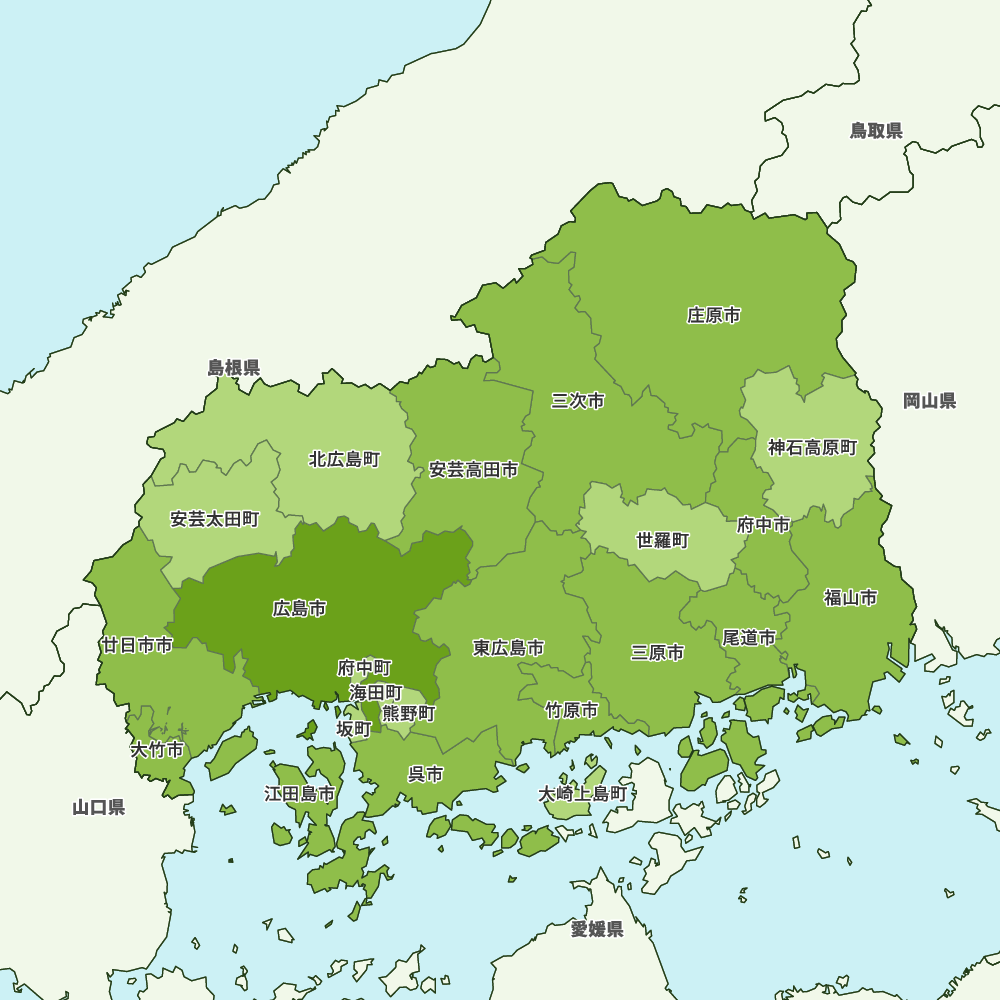 鳥取県
庄原市
島根県
岡山県
三次市
神石高原町
北広島町
安芸高田市
安芸太田町
府中市
世羅町
福山市
広島市
尾道市
廿日市市
東広島市
三原市
府中町
海田町
熊野町
竹原市
坂町
大竹市
呉市
江田島市
大崎上島町
山口県
愛媛県